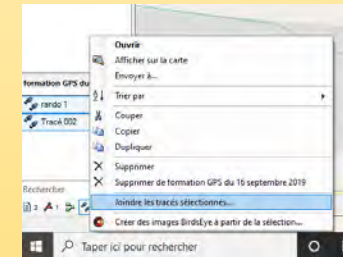 Ouvrir
Afficher sur la carte
Envoyer à...
formation GPS du
Trier par
rando 1
Tracé 002
Couper
Copier
Dupliquer
Supprimer
Supprimer de formation GPS du 16 septembre 2019
Rechercher
Joindre les tracés sélectionnés...
Créer des images BirdsEye à partir de la sélection...
Taper ici pour rechercher